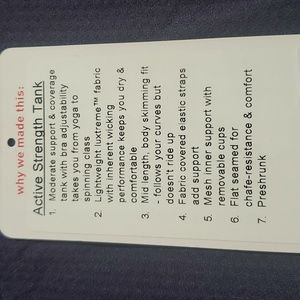 why we made this:
Active Strength Tank
1. Moderate support & coverage
tank with bra adjustability
takes you from yoga to
spinning class
2. Lightweight Luxtreme™ fabric
with inherent wicking
performance keeps you dry &
comfortable
3. Mid length, body skimming fit
- follows your curves but
doesn't ride up
4. Fabric covered elastic straps
add support
5. Mesh inner support with
removable cups
6. Flat seamed for
chafe-resistance & comfort
7. Preshrunk